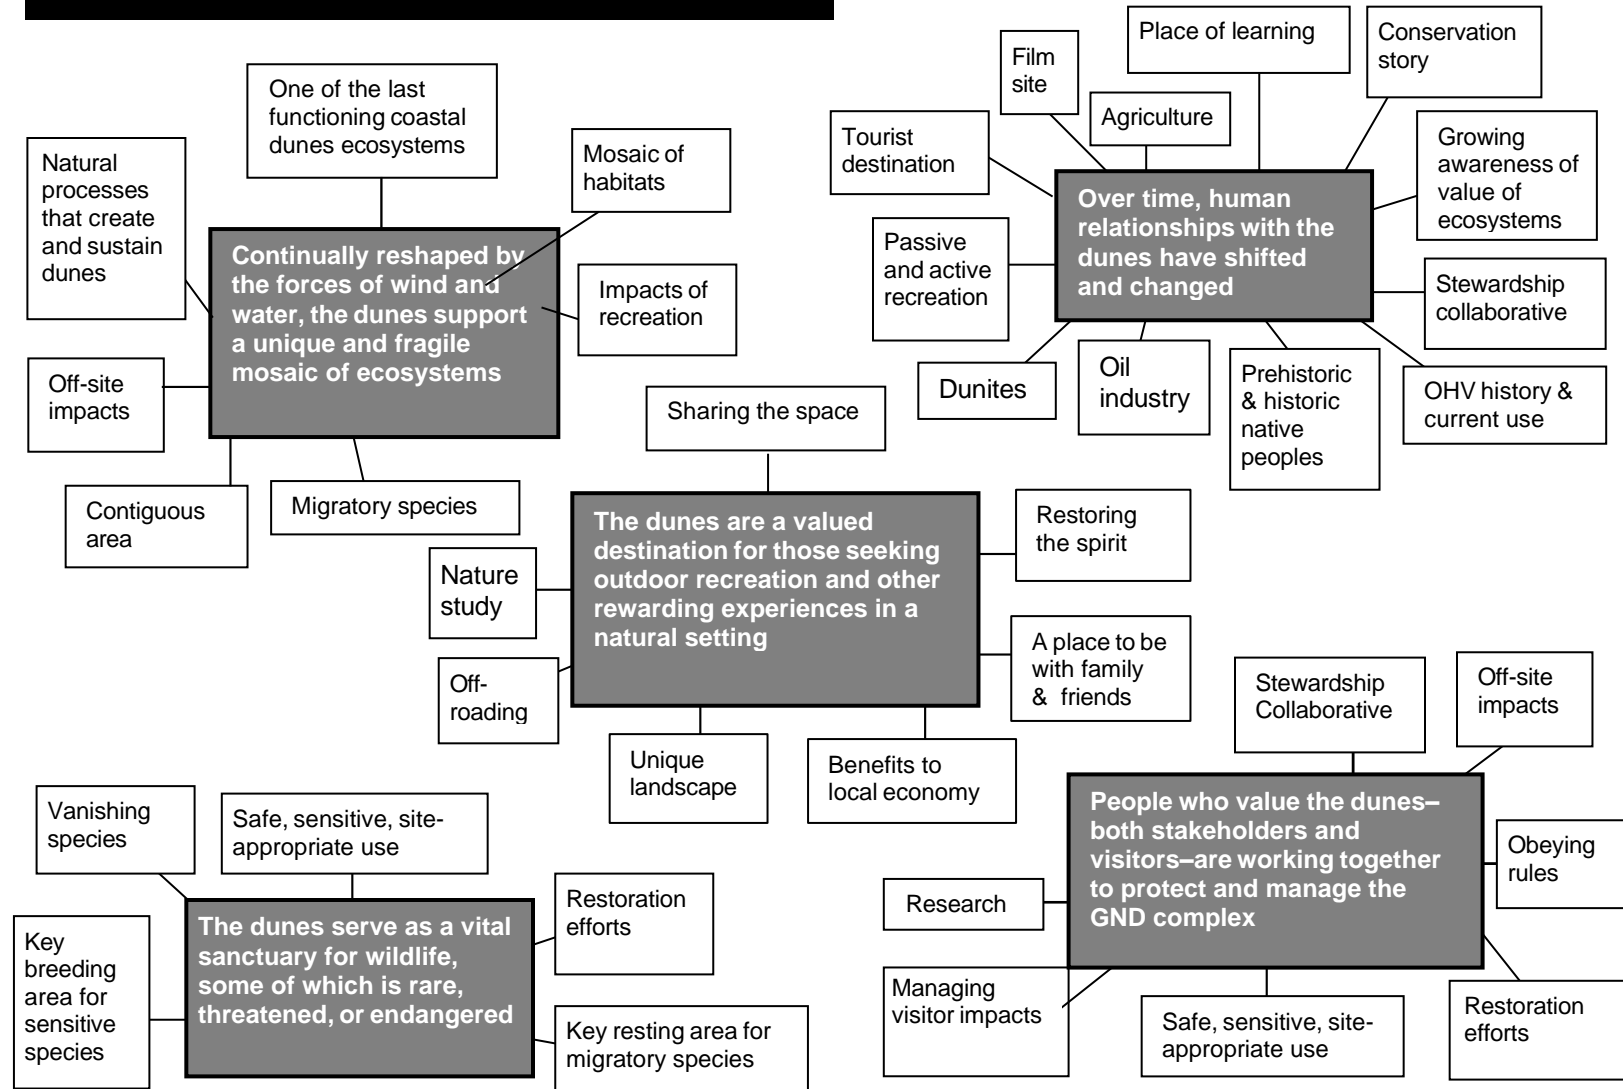 One of the last
functioning coastal
dunes ecosystems
Natural
processes
that create
and sustain
dunes
Mosaic of
habitats
Continually reshaped by
the forces of wind and
water, the dunes support
a unique and fragile
mosaic of ecosystems
Impacts of
recreation
Off-site
impacts
Contiguous
area
Migratory species
Place of learning
Conservation
story
Film
site
Agriculture
Tourist
destination
Growing
awareness of
value of
ecosystems
Over time, human
relationships with the
dunes have shifted
and changed
Passive
and active
recreation
Stewardship
collaborative
Dunites
Oil
industry
Prehistoric
& historic
native
peoples
OHV history &
current use
Sharing the space
The dunes are a valued
destination for those seeking
outdoor recreation and other
rewarding experiences in a
natural setting
Restoring
the spirit
Nature
study
A place to be
with family
& friends
Off-
roading
Unique
landscape
Benefits to
local economy
Vanishing
species
Safe, sensitive, site-
appropriate use
The dunes serve as a vital
sanctuary for wildlife,
some of which is rare,
threatened, or endangered
Restoration
efforts
Key
breeding
area for
sensitive
species
Key resting area for
migratory species
Stewardship
Collaborative
Off-site
impacts
People who value the dunes–
both stakeholders and
visitors–are working together
to protect and manage the
GND complex
Obeying
rules
Research
Managing
visitor impacts
Safe, sensitive, site-
appropriate use
Restoration
efforts